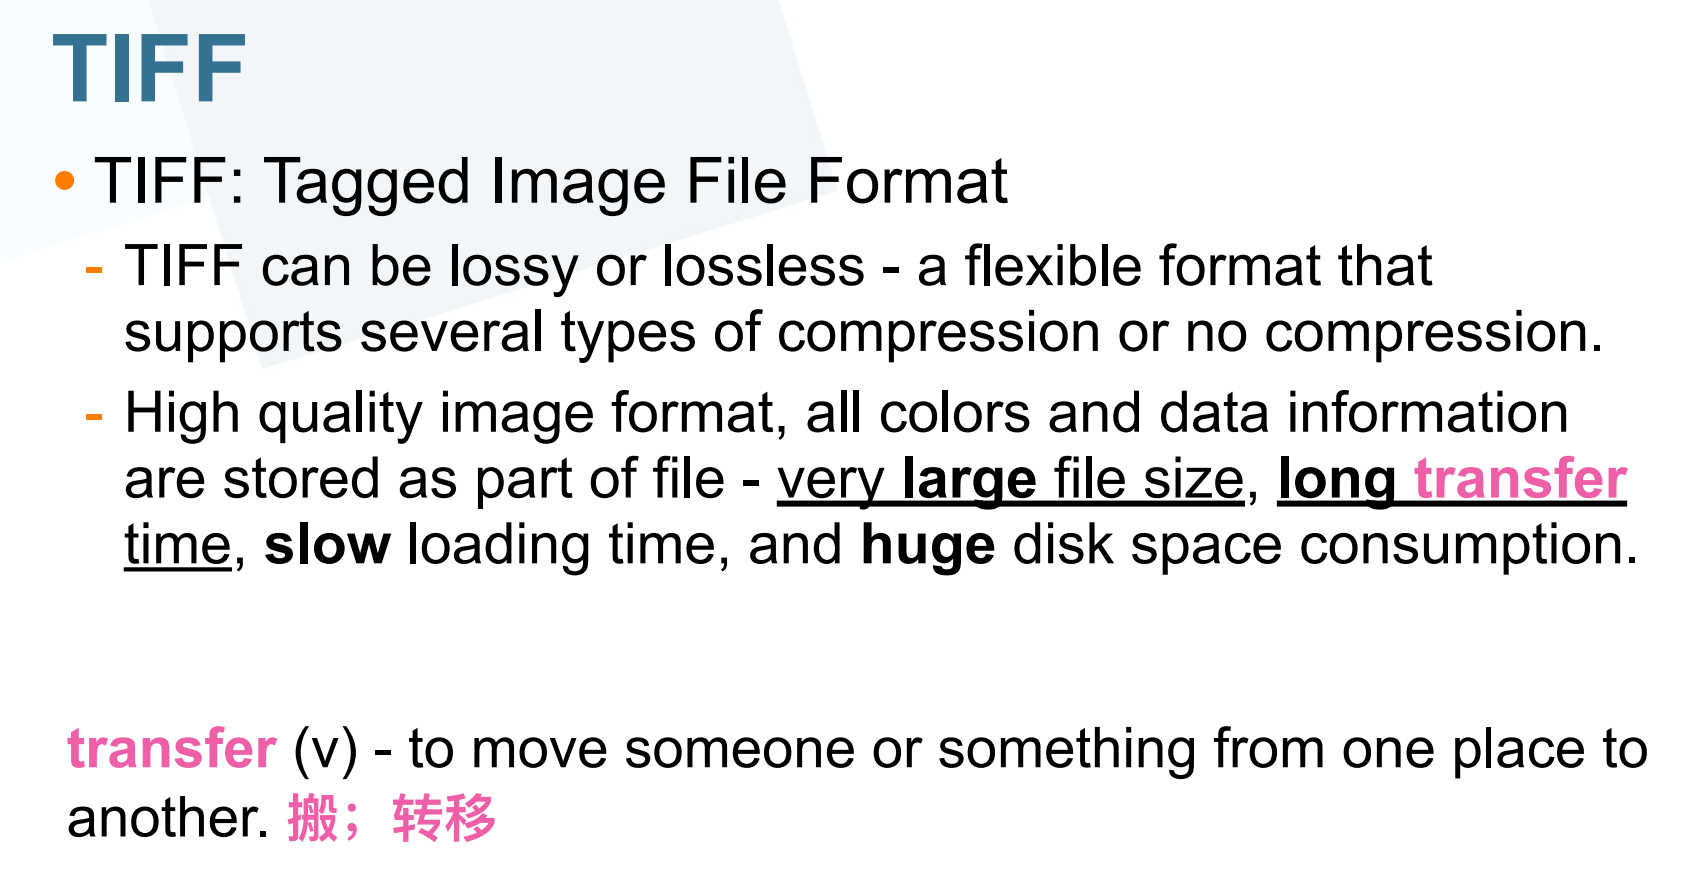 TIFF
• TIFF: Tagged Image File Format
- TIFF can be lossy or lossless - a flexible format that
supports several types of compression or no compression.
- High quality image format, all colors and data information
are stored as part of file - very large file size, long transfer
time, slow loading time, and huge disk space consumption.
transfer (v) - to move someone or something from one place to
another. 搬；转移